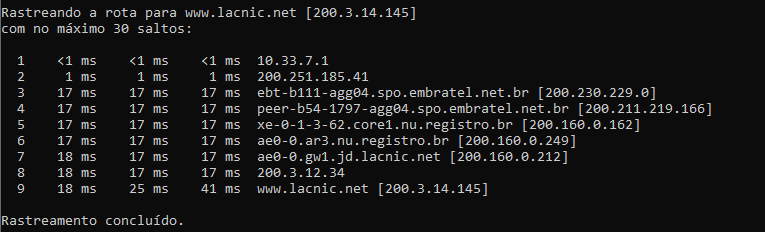 Rastreando a rota para www.lacnic.net [200.3.14.145]
com no máximo 30 saltos:
1 <1 ms <1 ms <1 ms 10.33.7.1
2 1 ms 1 ms 1 ms 200.251.185.41
3 17 ms 17 ms 17 ms ebt-b111-agg04.spo.embratel.net.br [200.230.229.0]
4 17 ms 17 ms 17 ms peer-b54-1797-agg04.spo.embratel.net.br [200.211.219.166]
5 17 ms 17 ms 17 ms xe-0-1-3-62.core1.nu.registro.br [200.160.0.162]
6 17 ms 17 ms 17 ms ae0-0.ar3.nu.registro.br [200.160.0.249]
7 18 ms 17 ms 17 ms ae0-0.gw1.jd.lacnic.net [200.160.0.212]
8 18 ms 17 ms 17 ms 200.3.12.34
9 18 ms 25 ms 41 ms www.lacnic.net [200.3.14.145]
Rastreamento concluído.